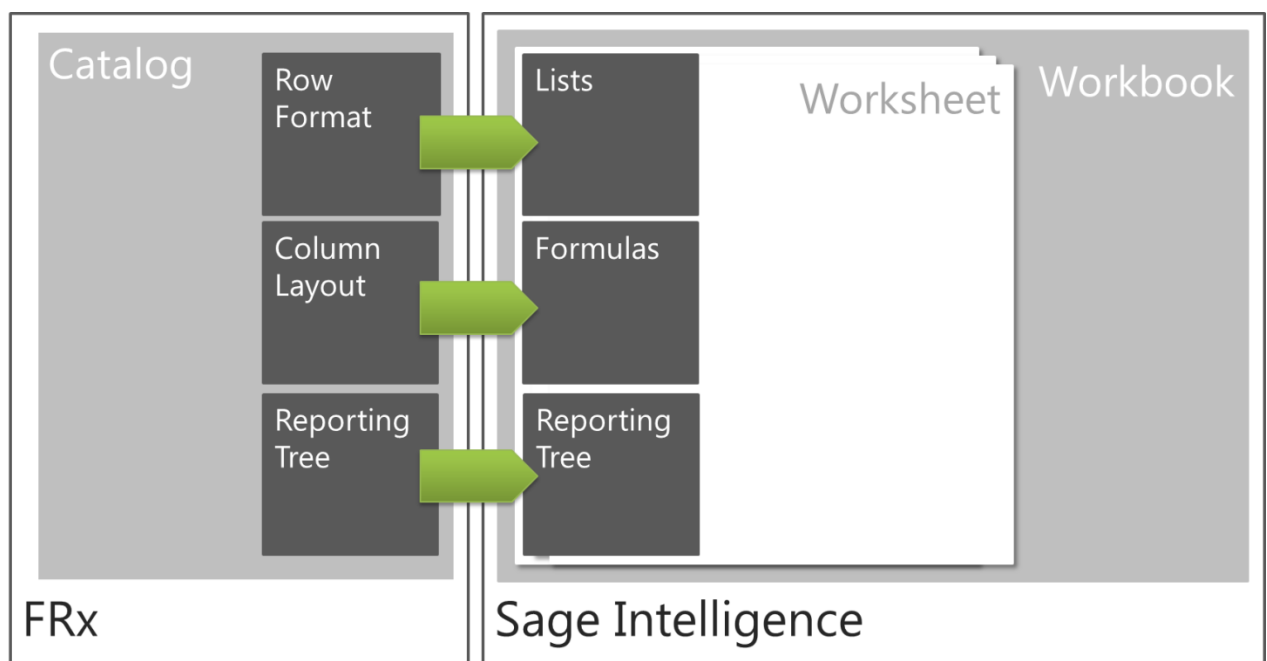 Catalog
Row
Format
Column
Layout
Reporting
Tree
FRx
Lists
Worksheet
Workbook
Formulas
Reporting
Tree
Sage Intelligence